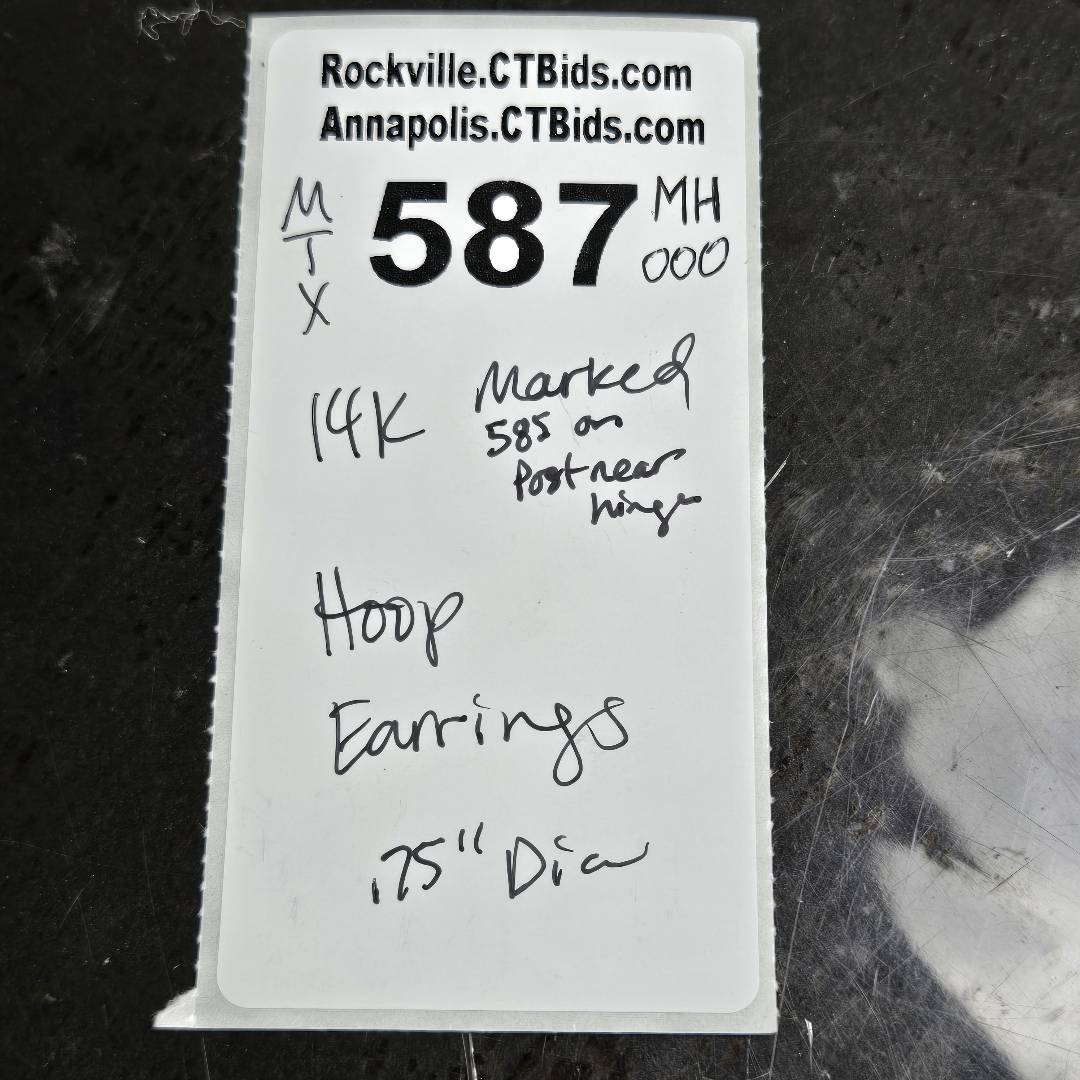 Rockville.CTBids.com
Annapolis.CTBids.com
M
T
X
587
MH
000
14K
Marked
585 on
Post near
hinge
Hoop
Earrings
.75" Dia